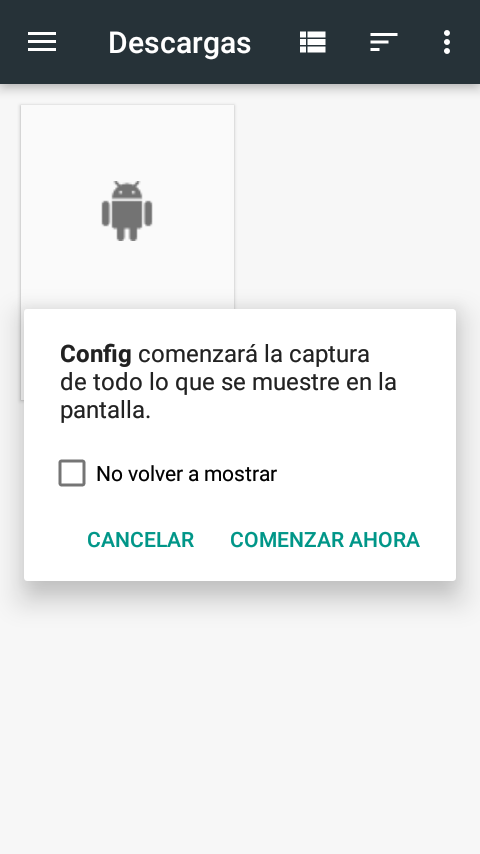 Descargas
Config comenzará la captura
de todo lo que se muestre en la
pantalla.
No volver a mostrar
CANCELAR COMENZAR AHORA